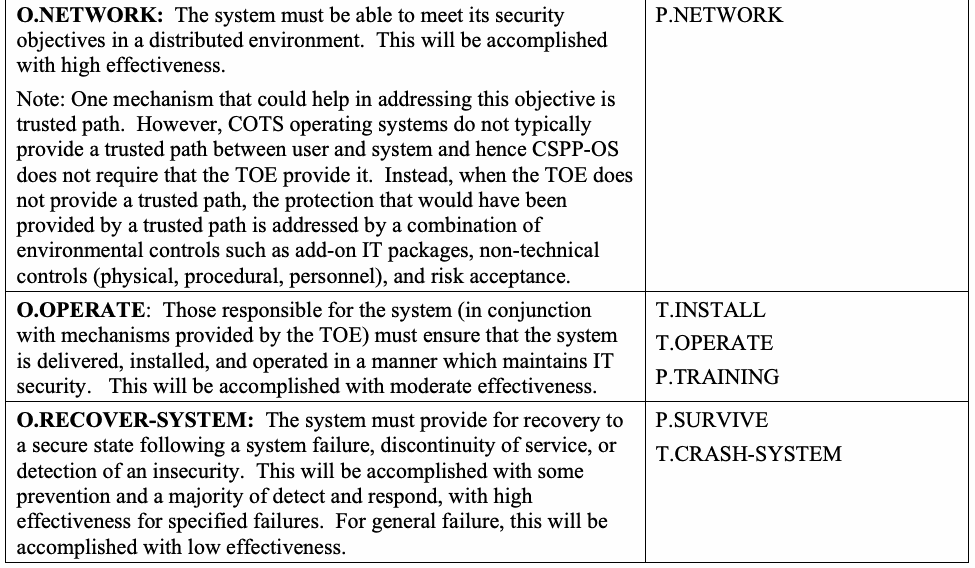 O.NETWORK:  The system must be able to meet its security
objectives in a distributed environment.  This will be accomplished
with high effectiveness.
Note: One mechanism that could help in addressing this objective is
trusted path.  However, COTS operating systems do not typically
provide a trusted path between user and system and hence CSPP-OS
does not require that the TOE provide it.  Instead, when the TOE does
not provide a trusted path, the protection that would have been
provided by a trusted path is addressed by a combination of
environmental controls such as add-on IT packages, non-technical
controls (physical, procedural, personnel), and risk acceptance.
P.NETWORK
O.OPERATE:  Those responsible for the system (in conjunction
with mechanisms provided by the TOE) must ensure that the system
is delivered, installed, and operated in a manner which maintains IT
security.   This will be accomplished with moderate effectiveness.
T.INSTALL
T.OPERATE
P.TRAINING
O.RECOVER-SYSTEM:  The system must provide for recovery to
a secure state following a system failure, discontinuity of service, or
detection of an insecurity.  This will be accomplished with some
prevention and a majority of detect and respond, with high
effectiveness for specified failures.  For general failure, this will be
accomplished with low effectiveness.
P.SURVIVE
T.CRASH-SYSTEM